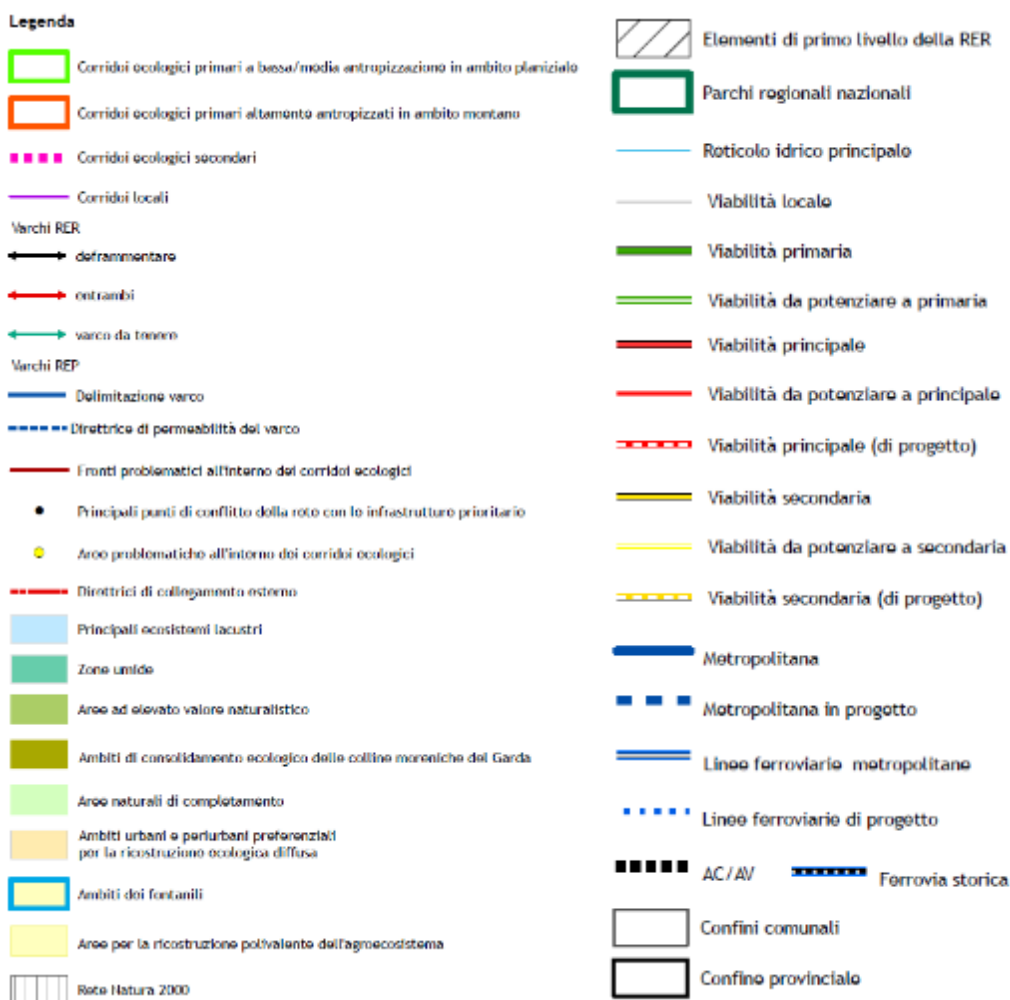 Legenda
Corridoi ecologici primari a bassa/media antropizzazione in ambito planiziale
Corridoi ecologici primari altamente antropizzati in ambito montano
Corridoi ecologici secondari
Corridoi locali
Varchi RER
deframmentare
entrambi
varco da tenere
Varchi REP
Delimitazione varco
Direttrice di permeabilità del varco
Fronti problematici all'interno dei corridoi ecologici
Principali punti di conflitto della rete con le infrastrutture prioritarie
Aree problematiche all'interno dei corridoi ecologici
Direttrici di collegamento esterno
Principali ecosistemi lacustri
Zone umide
Aree ad elevato valore naturalistico
Ambiti di consolidamento ecologico delle colline moreniche del Garda
Aree naturali di completamento
Ambiti urbani e periurbani preferenziali
per la ricostruzione ecologica diffusa
Ambiti dei fontanili
Aree per la ricostruzione polivalente dell'agroecosistema
Rete Natura 2000
Elementi di primo livello della RER
Parchi regionali nazionali
Reticolo idrico principale
Viabilità locale
Viabilità primaria
Viabilità da potenziare a primaria
Viabilità principale
Viabilità da potenziare a principale
Viabilità principale (di progetto)
Viabilità secondaria
Viabilità da potenziare a secondaria
Viabilità secondaria (di progetto)
Metropolitana
Metropolitana in progetto
Linee ferroviarie metropolitane
Linee ferroviarie di progetto
AC/AV
Ferrovia storica
Confini comunali
Confine provinciale